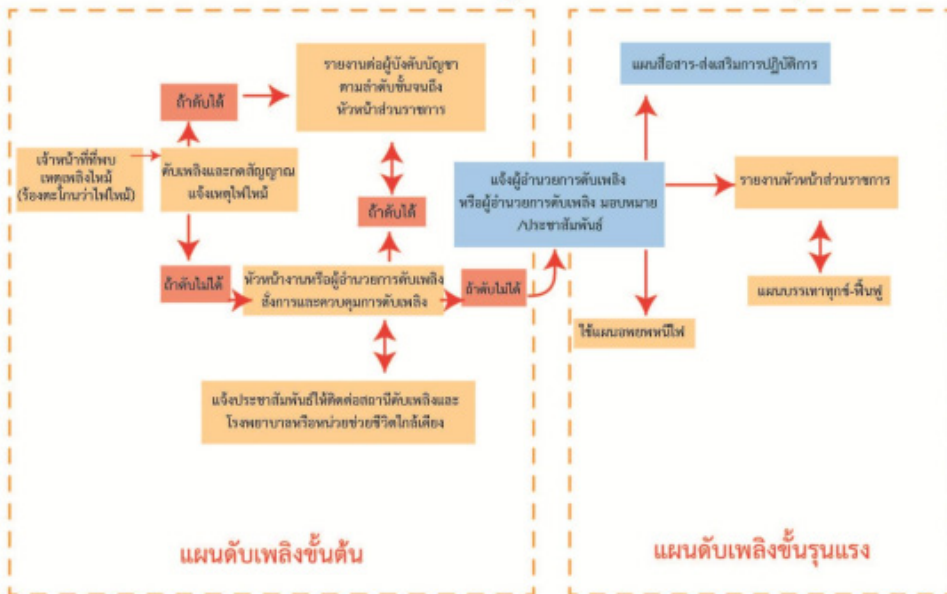 เจ้าหน้าที่ที่พบ
เหตุเพลิงไหม้
(ร้องตะโกนว่าไฟไหม้)
ถ้าดับได้
ดับเพลิงและกดสัญญาณ
แจ้งเหตุไฟไหม้
ถ้าดับไม่ได้
รายงานต่อผู้บังคับบัญชา
ตามลำดับชั้นจนถึง
หัวหน้าส่วนราชการ
ถ้าดับได้
หัวหน้างานหรือผู้อำนวยการดับเพลิง
สั่งการและควบคุมการดับเพลิง
ถ้าดับไม่ได้
แจ้งประชาสัมพันธ์ให้ติดต่อสถานีดับเพลิงและ
โรงพยาบาลหรือหน่วยช่วยชีวิตใกล้เคียง
แผนดับเพลิงขั้นต้น
แจ้งผู้อำนวยการดับเพลิง
หรือผู้อำนวยการดับเพลิง มอบหมาย
/ประชาสัมพันธ์
แผนสื่อสาร-ส่งเสริมการปฏิบัติการ
รายงานหัวหน้าส่วนราชการ
แผนบรรเทาทุกข์-ฟื้นฟู
ใช้แผนอพยพหนีไฟ
แผนดับเพลิงขั้นรุนแรง